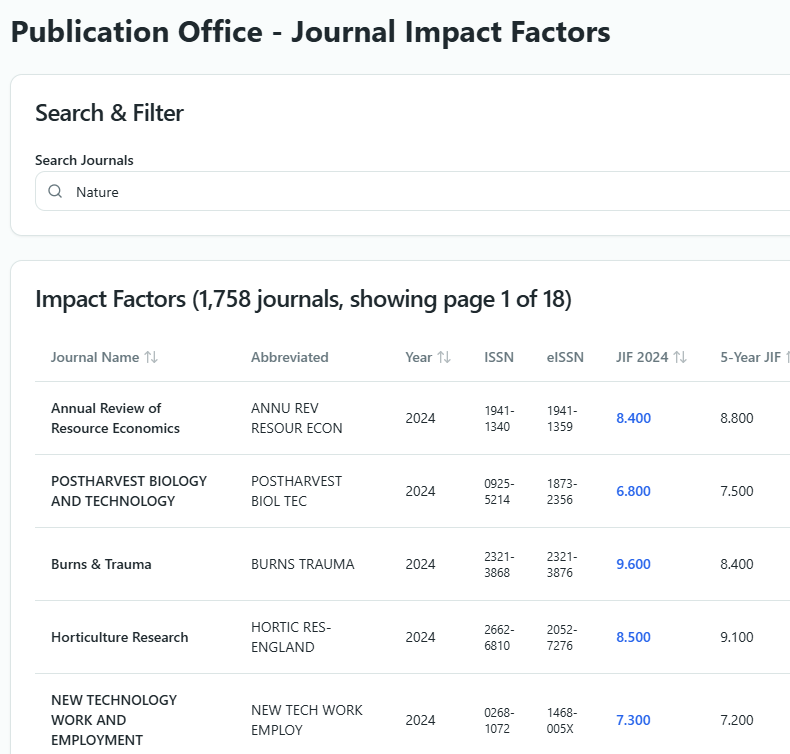 Publication Office - Journal Impact Factors
Search & Filter
Search Journals
Nature
Impact Factors (1,758 journals, showing page 1 of 18)
Journal Name Abbreviated Year ISSN eISSN JIF 2024 5-Year JIF
Annual Review of
Resource Economics
ANNU REV
RESOUR ECON
2024
1941-
1340
1941-
1359
8.400
8.800
POSTHARVEST BIOLOGY
AND TECHNOLOGY
POSTHARVEST
BIOL TEC
2024
0925-
5214
1873-
2356
6.800
7.500
Burns & Trauma
BURNS TRAUMA
2024
2321-
3868
2321-
3876
9.600
8.400
Horticulture Research
HORTIC RES-
ENGLAND
2024
2662-
6810
2052-
7276
8.500
9.100
NEW TECHNOLOGY
WORK AND
EMPLOYMENT
NEW TECH WORK
EMPLOY
2024
0268-
1072
1468-
005X
7.300
7.200